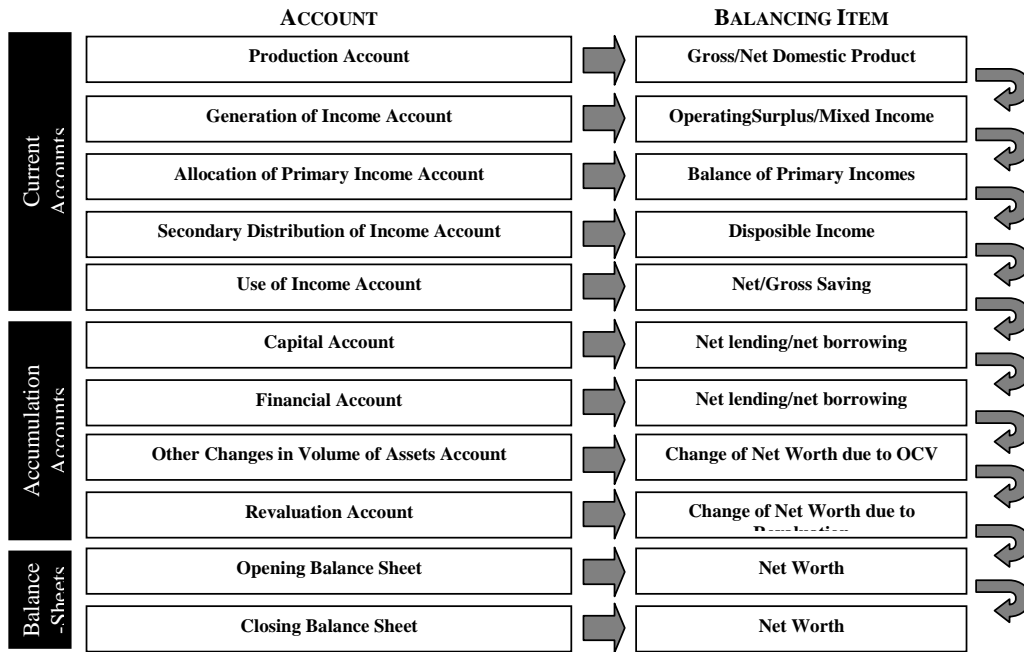 ACCOUNT
BALANCING ITEM
Current
Accounts
Production Account
Gross/Net Domestic Product
Generation of Income Account
OperatingSurplus/Mixed Income
Allocation of Primary Income Account
Balance of Primary Incomes
Secondary Distribution of Income Account
Disposible Income
Use of Income Account
Net/Gross Saving
Accumulation
Accounts
Capital Account
Net lending/net borrowing
Financial Account
Net lending/net borrowing
Other Changes in Volume of Assets Account
Change of Net Worth due to OCV
Revaluation Account
Change of Net Worth due to
Balance
-Sheets
Opening Balance Sheet
Net Worth
Closing Balance Sheet
Net Worth